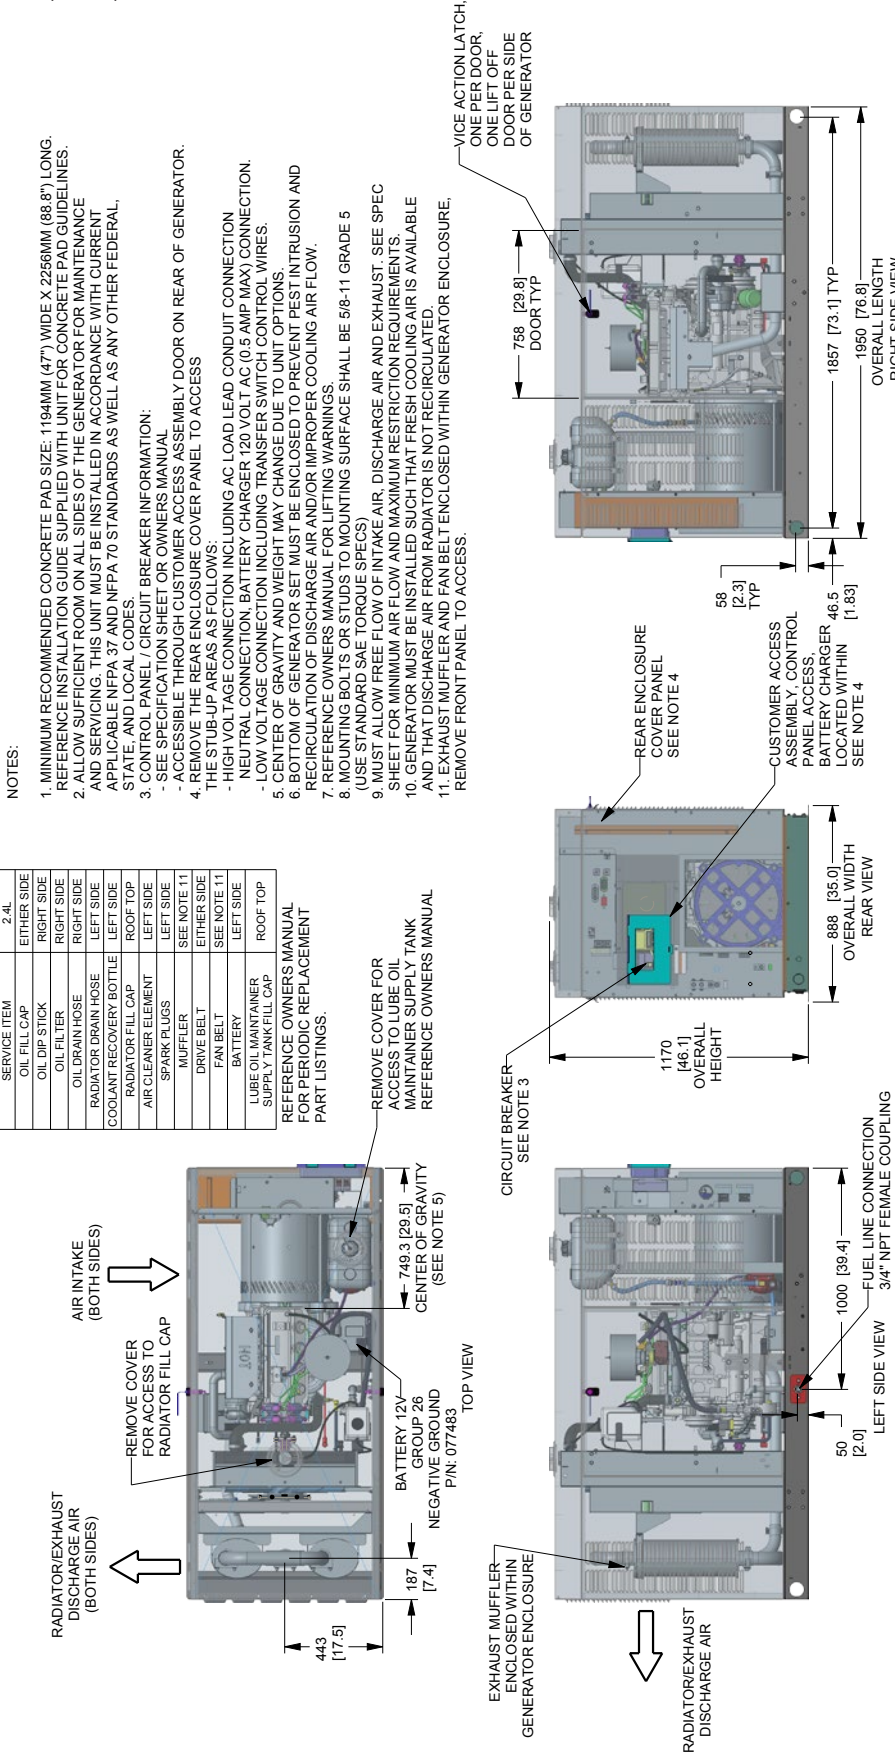 NOTES:
1. MINIMUM RECOMMENDED CONCRETE PAD SIZE: 1194MM (47") WIDE X 2256MM (88.8") LONG.
REFERENCE INSTALLATION GUIDE SUPPLIED WITH UNIT FOR CONCRETE PAD GUIDELINES.
2. ALLOW SUFFICIENT ROOM ON ALL SIDES OF THE GENERATOR FOR MAINTENANCE
AND SERVICING. THIS UNIT MUST BE INSTALLED IN ACCORDANCE WITH CURRENT
APPLICABLE NFPA 37 AND NFPA 70 STANDARDS AS WELL AS ANY OTHER FEDERAL,
STATE, AND LOCAL CODES.
3. CONTROL PANEL / CIRCUIT BREAKER INFORMATION:
- SEE SPECIFICATION SHEET OR OWNERS MANUAL
- ACCESSIBLE THROUGH CUSTOMER ACCESS ASSEMBLY DOOR ON REAR OF GENERATOR.
4. REMOVE THE REAR ENCLOSURE COVER PANEL TO ACCESS
THE STUB-UP AREAS AS FOLLOWS:
- HIGH VOLTAGE CONNECTION INCLUDING AC LOAD LEAD CONDUIT CONNECTION
NEUTRAL CONNECTION, BATTERY CHARGER 120 VOLT AC (0.5 AMP MAX) CONNECTION.
- LOW VOLTAGE CONNECTION INCLUDING TRANSFER SWITCH CONTROL WIRES.
5. CENTER OF GRAVITY AND WEIGHT MAY CHANGE DUE TO UNIT OPTIONS.
6. BOTTOM OF GENERATOR SET MUST BE ENCLOSED TO PREVENT PEST INTRUSION AND
RECIRCULATION OF DISCHARGE AIR AND/OR IMPROPER COOLING AIR FLOW.
7. REFERENCE OWNERS MANUAL FOR LIFTING WARNINGS.
8. MOUNTING BOLTS OR STUDS TO MOUNTING SURFACE SHALL BE 5/8-11 GRADE 5
(USE STANDARD SAE TORQUE SPECS)
9. MUST ALLOW FREE FLOW OF INTAKE AIR, DISCHARGE AIR AND EXHAUST. SEE SPEC
SHEET FOR MINIMUM AIR FLOW AND MAXIMUM RESTRICTION REQUIREMENTS.
10. GENERATOR MUST BE INSTALLED SUCH THAT FRESH COOLING AIR IS AVAILABLE
AND THAT DISCHARGE AIR FROM RADIATOR IS NOT RECIRCULATED.
11. EXHAUST MUFFLER AND FAN BELT ENCLOSED WITHIN GENERATOR ENCLOSURE,
REMOVE FRONT PANEL TO ACCESS.
SERVICE ITEM 2.4L
OIL FILL CAP EITHER SIDE
OIL DIP STICK RIGHT SIDE
OIL FILTER RIGHT SIDE
OIL DRAIN HOSE RIGHT SIDE
RADIATOR DRAIN HOSE LEFT SIDE
COOLANT RECOVERY BOTTLE LEFT SIDE
RADIATOR FILL CAP ROOF TOP
AIR CLEANER ELEMENT LEFT SIDE
SPARK PLUGS LEFT SIDE
MUFFLER SEE NOTE 11
DRIVE BELT EITHER SIDE
FAN BELT SEE NOTE 11
BATTERY LEFT SIDE
LUBE OIL MAINTAINER
SUPPLY TANK FILL CAP ROOF TOP
REFERENCE OWNERS MANUAL
FOR PERIODIC REPLACEMENT
PART LISTINGS.
RADIATOR/EXHAUST
DISCHARGE AIR
(BOTH SIDES)
AIR INTAKE
(BOTH SIDES)
REMOVE COVER
FOR ACCESS TO
RADIATOR FILL CAP
HOT
REMOVE COVER FOR
ACCESS TO LUBE OIL
MAINTAINER SUPPLY TANK
REFERENCE OWNERS MANUAL
749.3 [29.5]
CENTER OF GRAVITY
(SEE NOTE 5)
BATTERY 12V
GROUP 26
NEGATIVE GROUND
P/N: 077483
187
[7.4]
443
[17.5]
TOP VIEW
EXHAUST MUFFLER
ENCLOSED WITHIN
GENERATOR ENCLOSURE
RADIATOR/EXHAUST
DISCHARGE AIR
50
[2.0]
1000 [39.4]
FUEL LINE CONNECTION
3/4" NPT FEMALE COUPLING
LEFT SIDE VIEW
CIRCUIT BREAKER
SEE NOTE 3
1170
[46.1]
OVERALL
HEIGHT
REAR ENCLOSURE
COVER PANEL
SEE NOTE 4
CUSTOMER ACCESS
ASSEMBLY, CONTROL
PANEL ACCESS,
BATTERY CHARGER
LOCATED WITHIN
SEE NOTE 4
888 [35.0]
OVERALL WIDTH
REAR VIEW
VICE ACTION LATCH,
ONE PER DOOR,
ONE LIFT OFF
DOOR PER SIDE
OF GENERATOR
758 [29.8]
DOOR TYP
58
[2.3]
TYP
46.5
[1.83]
1857 [73.1] TYP
1950 [76.8]
OVERALL LENGTH
RIGHT SIDE VIEW